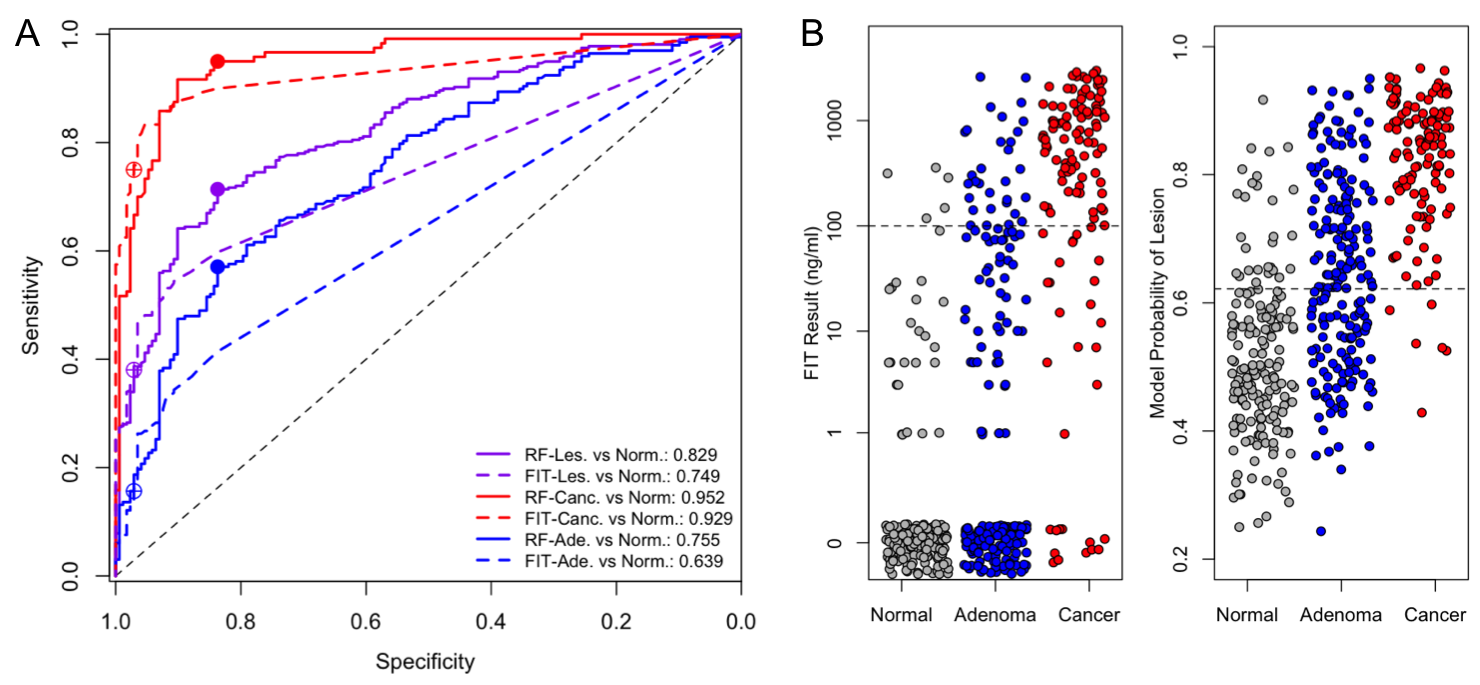 A
1.0
0.8
0.6
0.4
0.2
0.0
Sensitivity
1.0
0.8
0.6
0.4
0.2
0.0
Specificity
RF-Les. vs Norm.: 0.829
FIT-Les. vs Norm.: 0.749
RF-Canc. vs Norm: 0.952
FIT-Canc. vs Norm.: 0.929
RF-Ade. vs Norm.: 0.755
FIT-Ade. vs Norm.: 0.639
B
1000
100
10
1
0
FIT Result (ng/ml)
Normal
Adenoma
Cancer
1.0
0.8
0.6
0.4
0.2
Model Probability of Lesion
Normal
Adenoma
Cancer